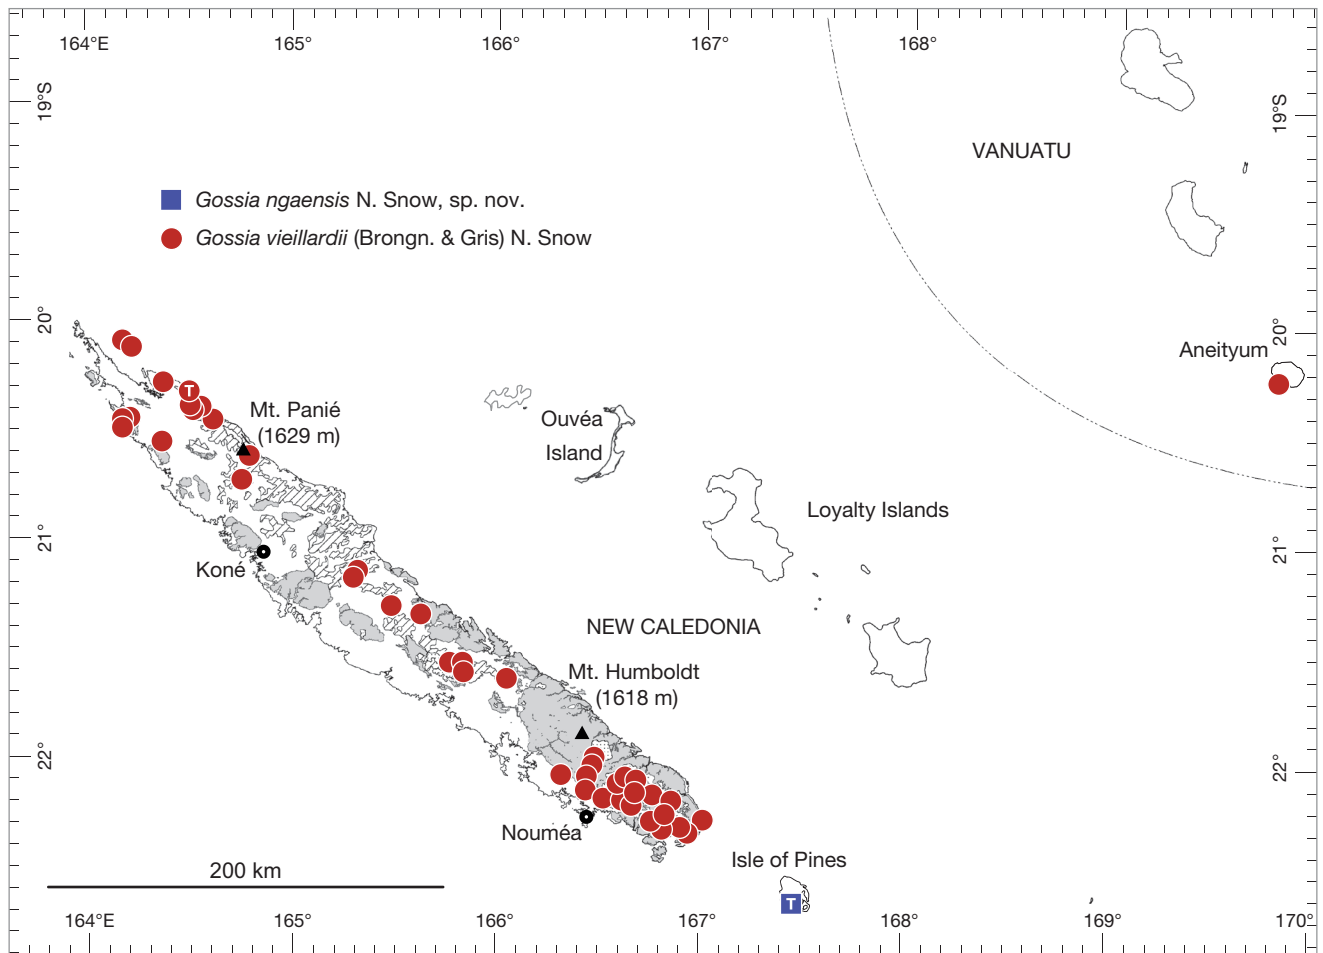 164°E 165° 166° 167° 168°
19°S
19°S
VANUATU
Gossia ngaensis N. Snow, sp. nov.
Gossia vieillardii (Brongn. & Gris) N. Snow
20°
20°
Aneityum
T
Mt. Panié
(1629 m)
Ouvéa
Island
Loyalty Islands
21°
21°
Koné
NEW CALEDONIA
Mt. Humboldt
(1618 m)
22°
22°
Nouméa
Isle of Pines
200 km
T
164°E 165° 166° 167° 168° 169° 170°